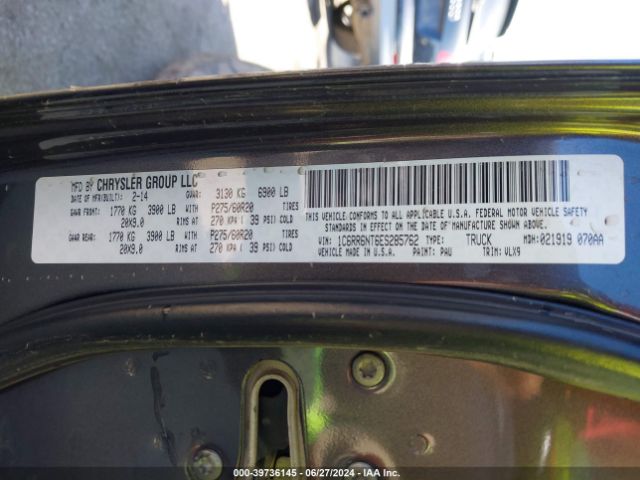 MFD BY CHRYSLER GROUP LLC
DATE OF MFR(BUILT): 2-14 GVWR: 3130 KG 6900 LB
GAWR FRONT: 1770 KG 3900 LB P275/60R20 TIRES
20X9.0 RIMS AT 270 KPA ( 39 PSI) COLD
GAWR REAR: 1770 KG 3900 LB P275/60R20 TIRES
20X9.0 RIMS AT 270 KPA ( 39 PSI) COLD
THIS VEHICLE CONFORMS TO ALL APPLICABLE U.S.A. FEDERAL MOTOR VEHICLE SAFETY
STANDARDS IN EFFECT ON THE DATE OF MANUFACTURE SHOWN ABOVE.
VIN: 1C6RR6NT6ES285762 TYPE: TRUCK MDH:021919 070AA
VEHICLE MADE IN U.S.A. PAINT: PAU TRIM: VLX9
© IAA - 39736145 - 06/27/2024 - IAAI.COM